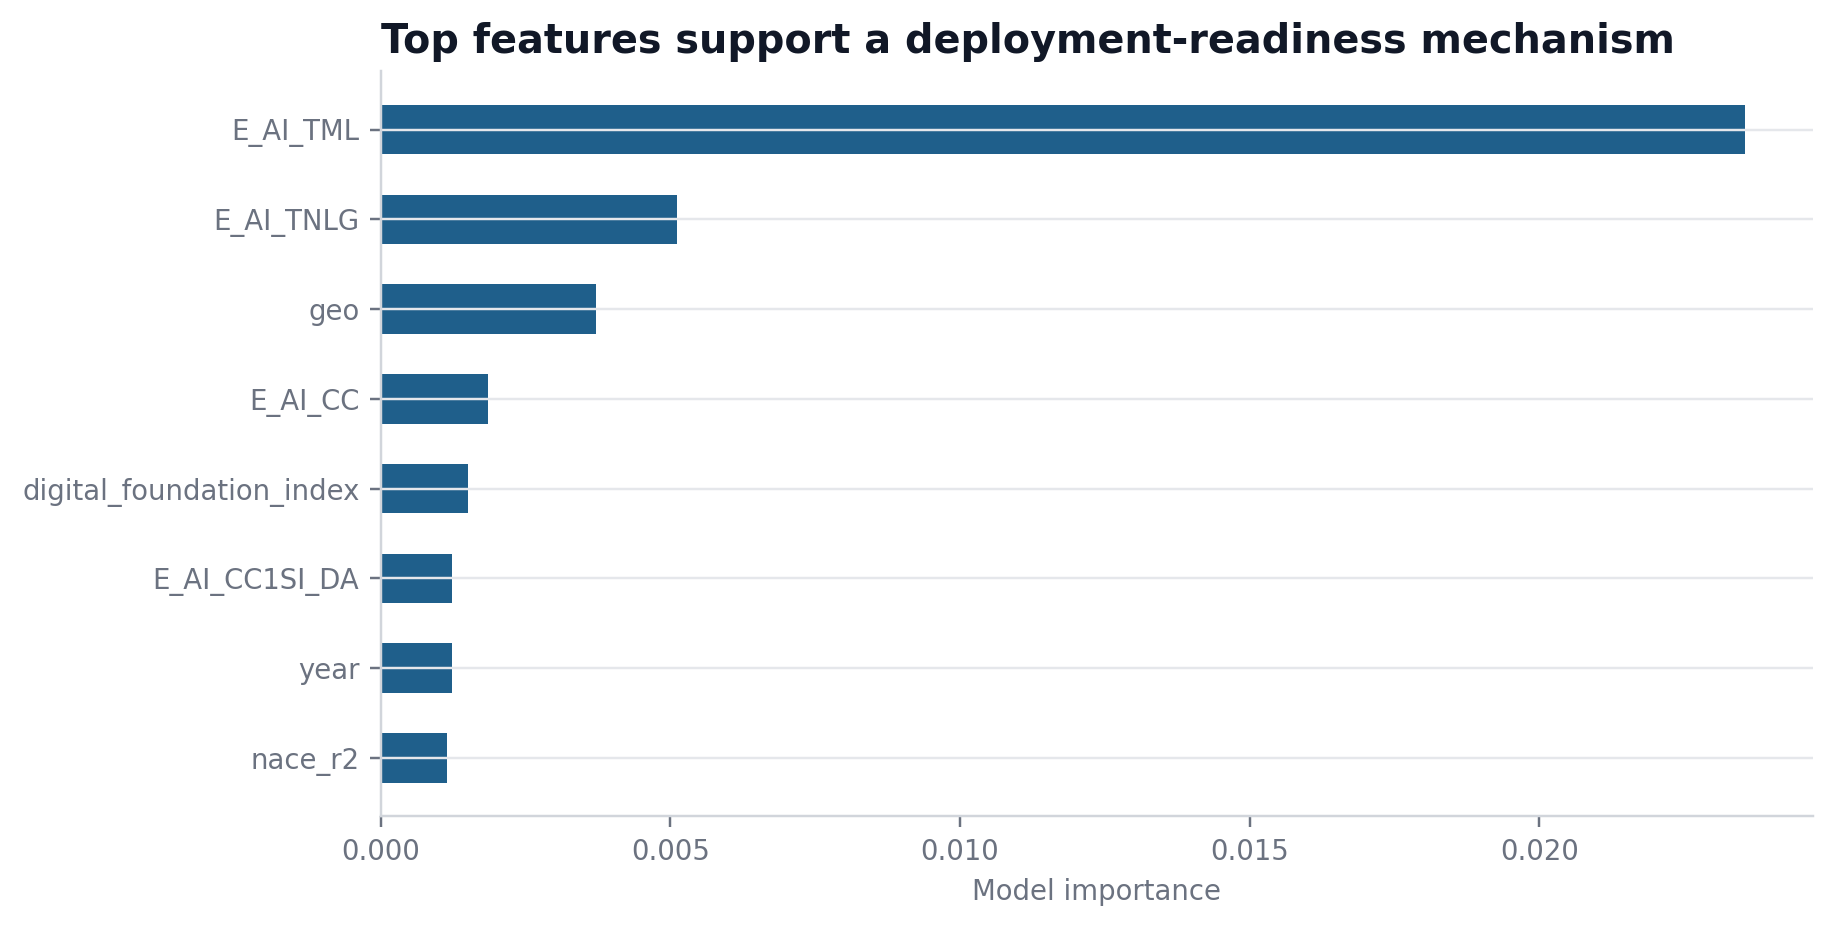 Top features support a deployment-readiness mechanism
E_AI_TML
E_AI_TNLG
geo
E_AI_CC
digital_foundation_index
E_AI_CC1SI_DA
year
nace_r2
0.000 0.005 0.010 0.015 0.020
Model importance